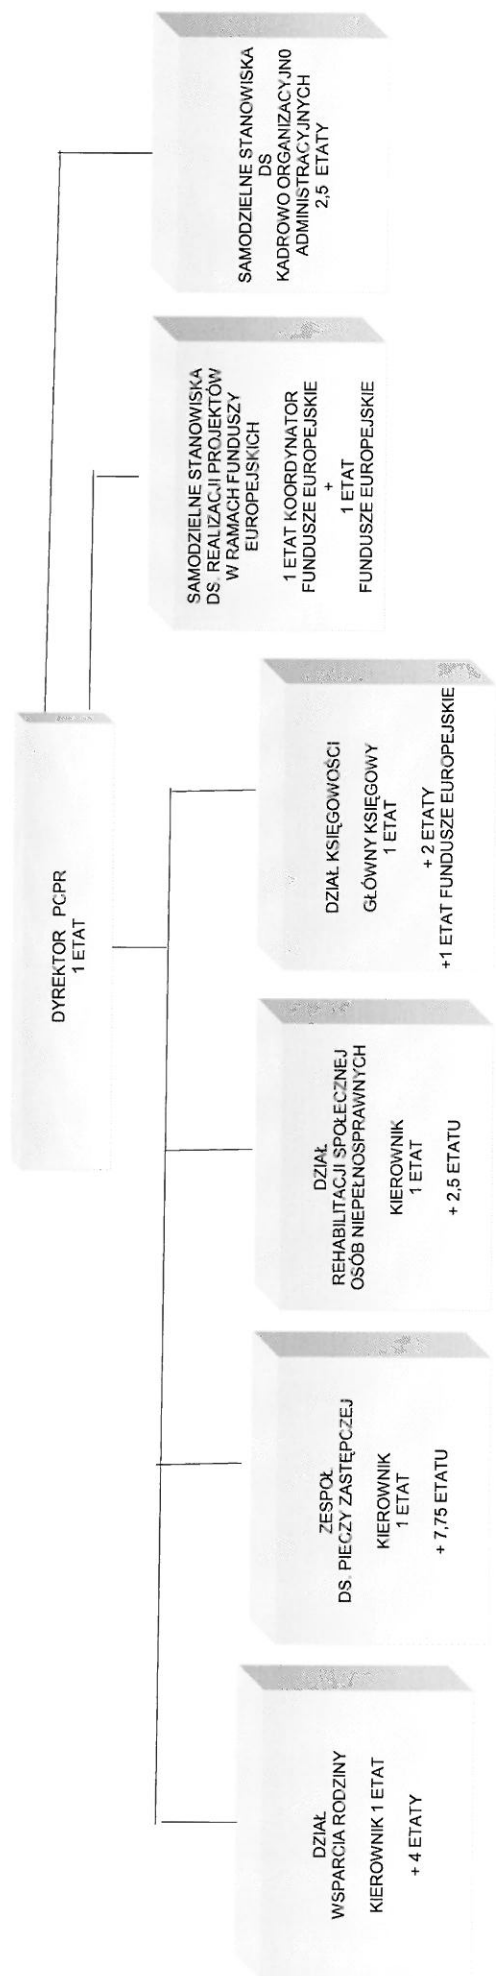 DYREKTOR PCPR
1 ETAT
DZIAŁ
WSPARCIA RODZINY
KIEROWNIK 1 ETAT
+ 4 ETATY
ZESPÓŁ
DS. PIECZY ZASTĘPCZEJ
KIEROWNIK
1 ETAT
+ 7,75 ETATU
DZIAŁ
REHABILITACJI SPOŁECZNEJ
OSÓB NIEPEŁNOSPRAWNYCH
KIEROWNIK
1 ETAT
+ 2,5 ETATU
DZIAŁ KSIĘGOWOŚCI
GŁÓWNY KSIĘGOWY
1 ETAT
+ 2 ETATY
+1 ETAT FUNDUSZE EUROPEJSKIE
SAMODZIELNE STANOWISKA
DS. REALIZACJI PROJEKTÓW
W RAMACH FUNDUSZY
EUROPEJSKICH
1 ETAT KOORDYNATOR
FUNDUSZE EUROPEJSKIE
+
1 ETAT
FUNDUSZE EUROPEJSKIE
SAMODZIELNE STANOWISKA
DS
KADROWO ORGANIZACYJN0
ADMINISTRACYJNYCH
2,5 ETATY